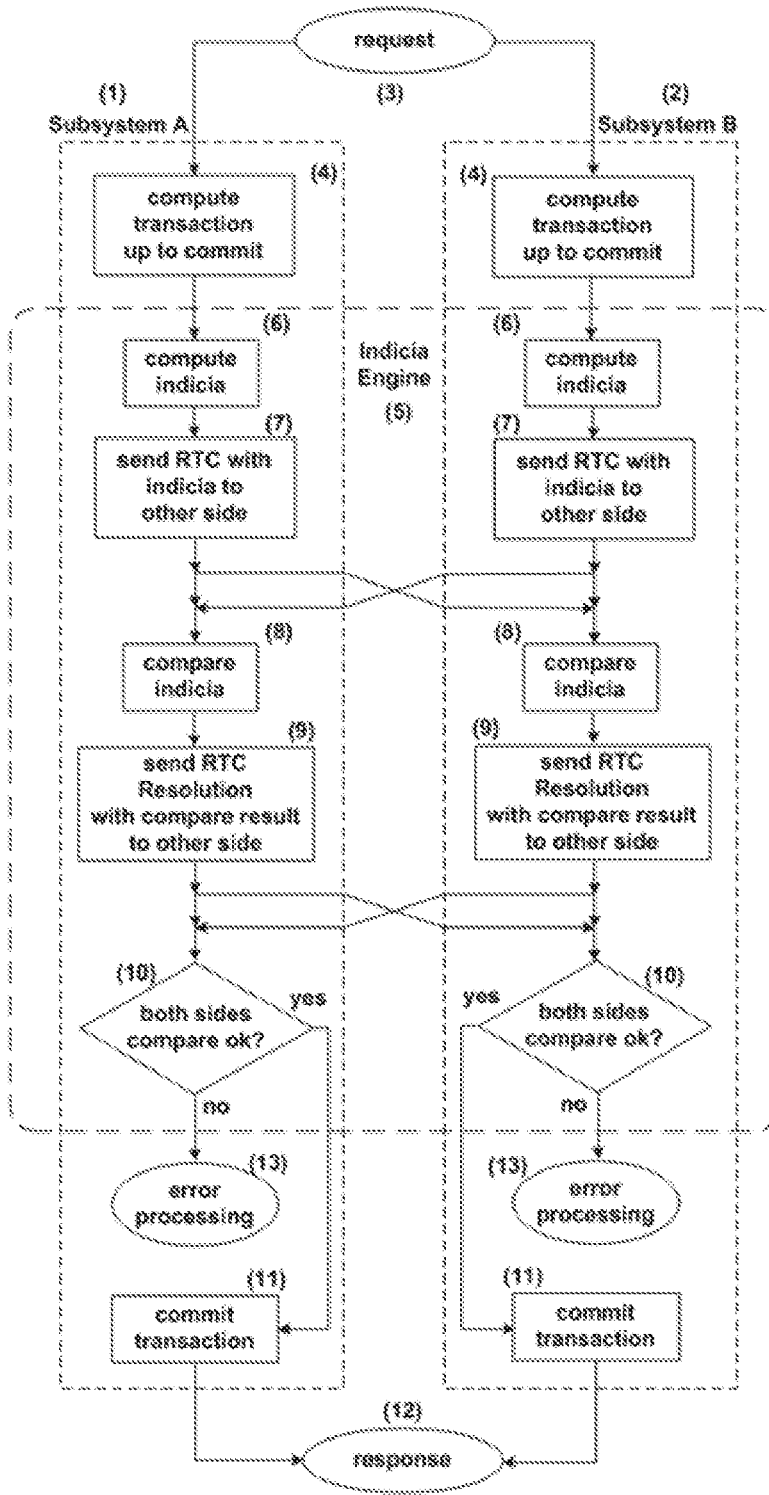 request
(1)
(3)
(2)
Subsystem A
Subsystem B
(4)
(4)
compute
transaction
up to commit
compute
transaction
up to commit
(6)
(6)
compute
indicia
Indicia
Engine
(5)
compute
indicia
(7)
(7)
send RTC with
indicia to
other side
send RTC with
indicia to
other side
(8)
(8)
compare
indicia
compare
indicia
(9)
(9)
send RTC
Resolution
with compare result
to other side
send RTC
Resolution
with compare result
to other side
(10)
(10)
yes
yes
both sides
compare ok?
both sides
compare ok?
no
no
(13)
(13)
error
processing
error
processing
(11)
(11)
commit
transaction
commit
transaction
(12)
response